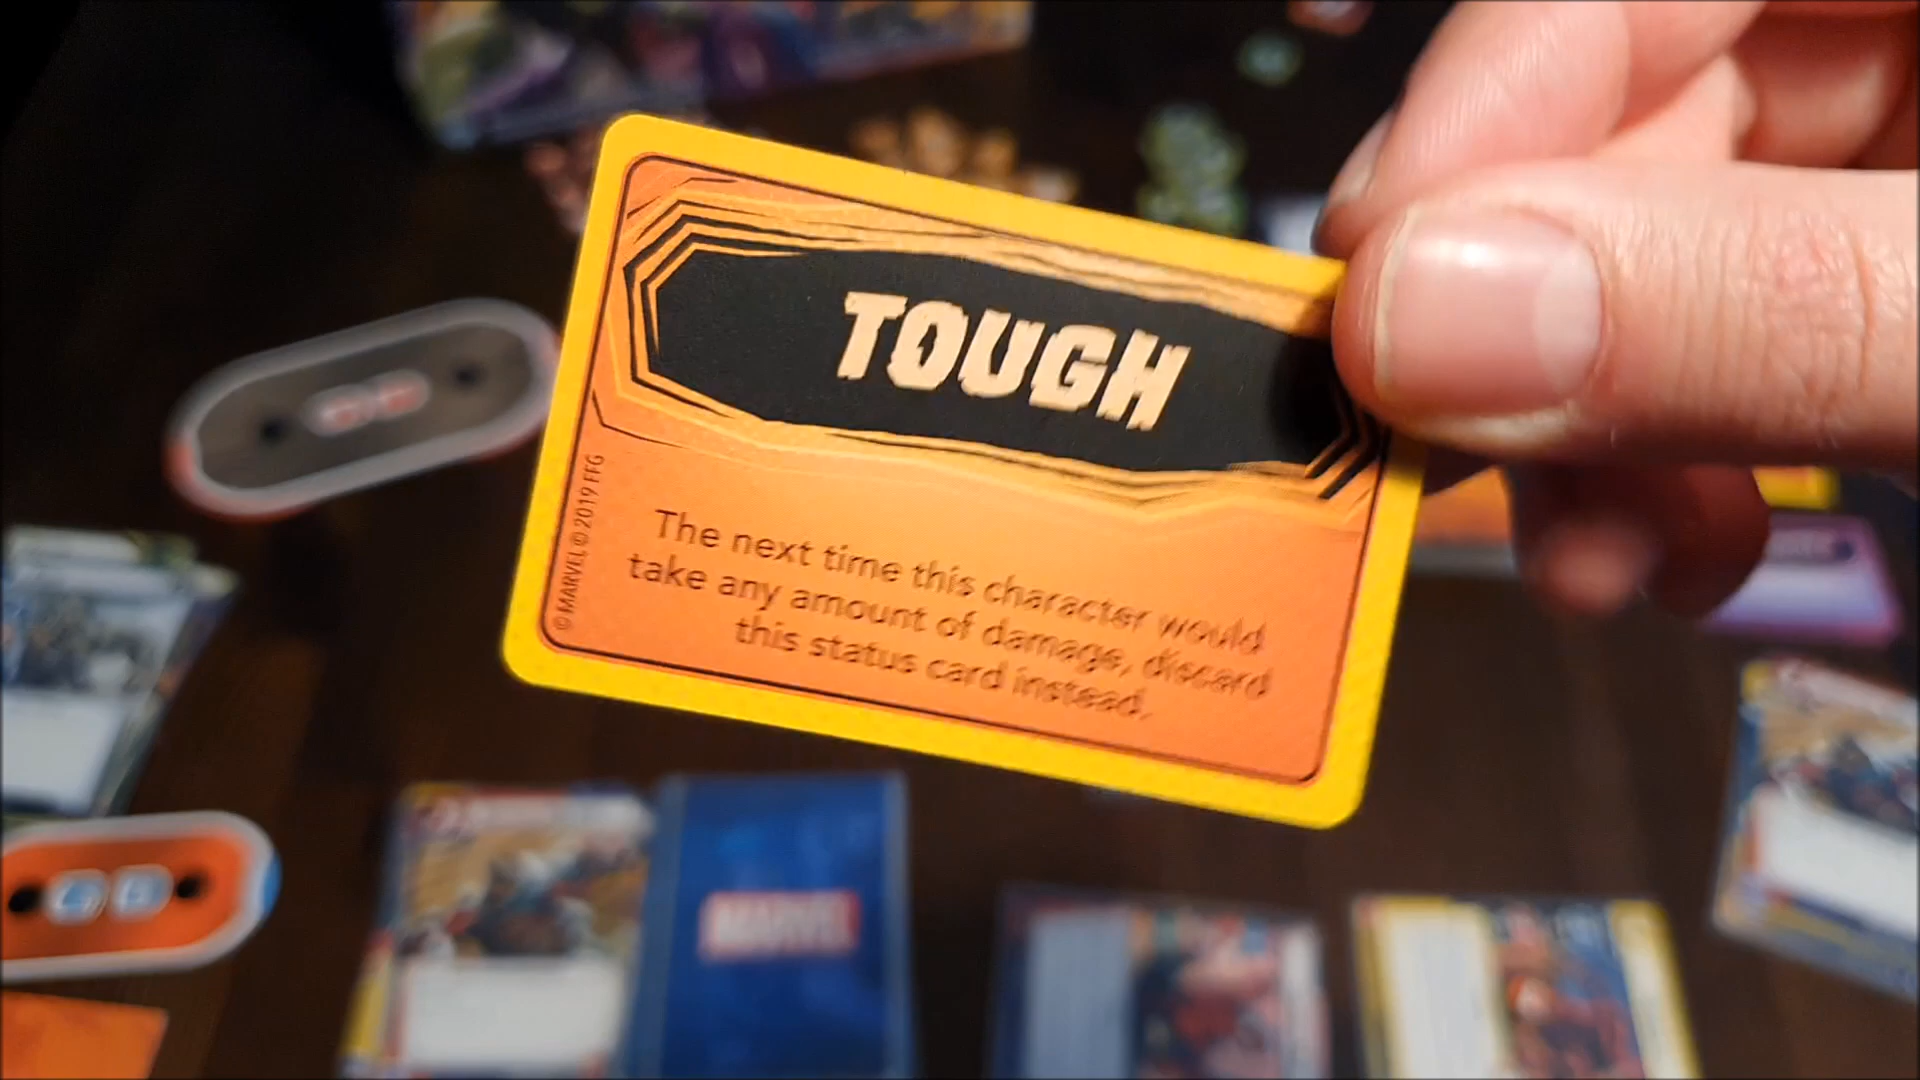 TOUGH
The next time this character would
take any amount of damage, discard
this status card instead.
© MARVEL © 2019 FFG
MARVEL